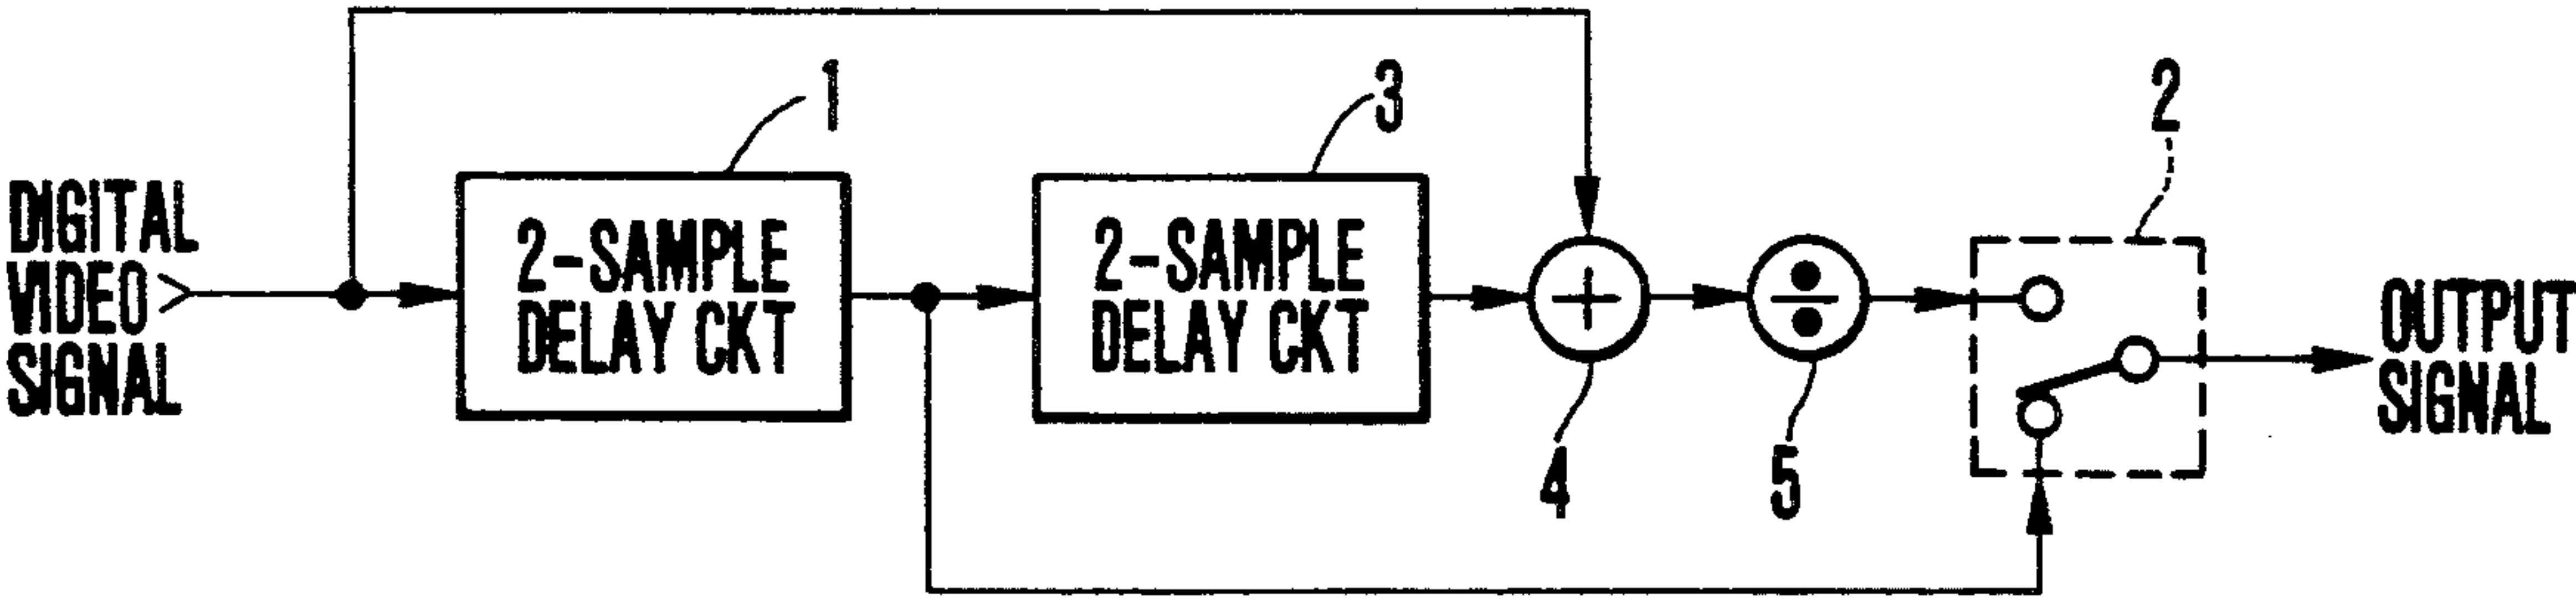 1
3
2
DIGITAL
VIDEO
SIGNAL
2-SAMPLE
DELAY CKT
2-SAMPLE
DELAY CKT
+
÷
OUTPUT
SIGNAL
4
5